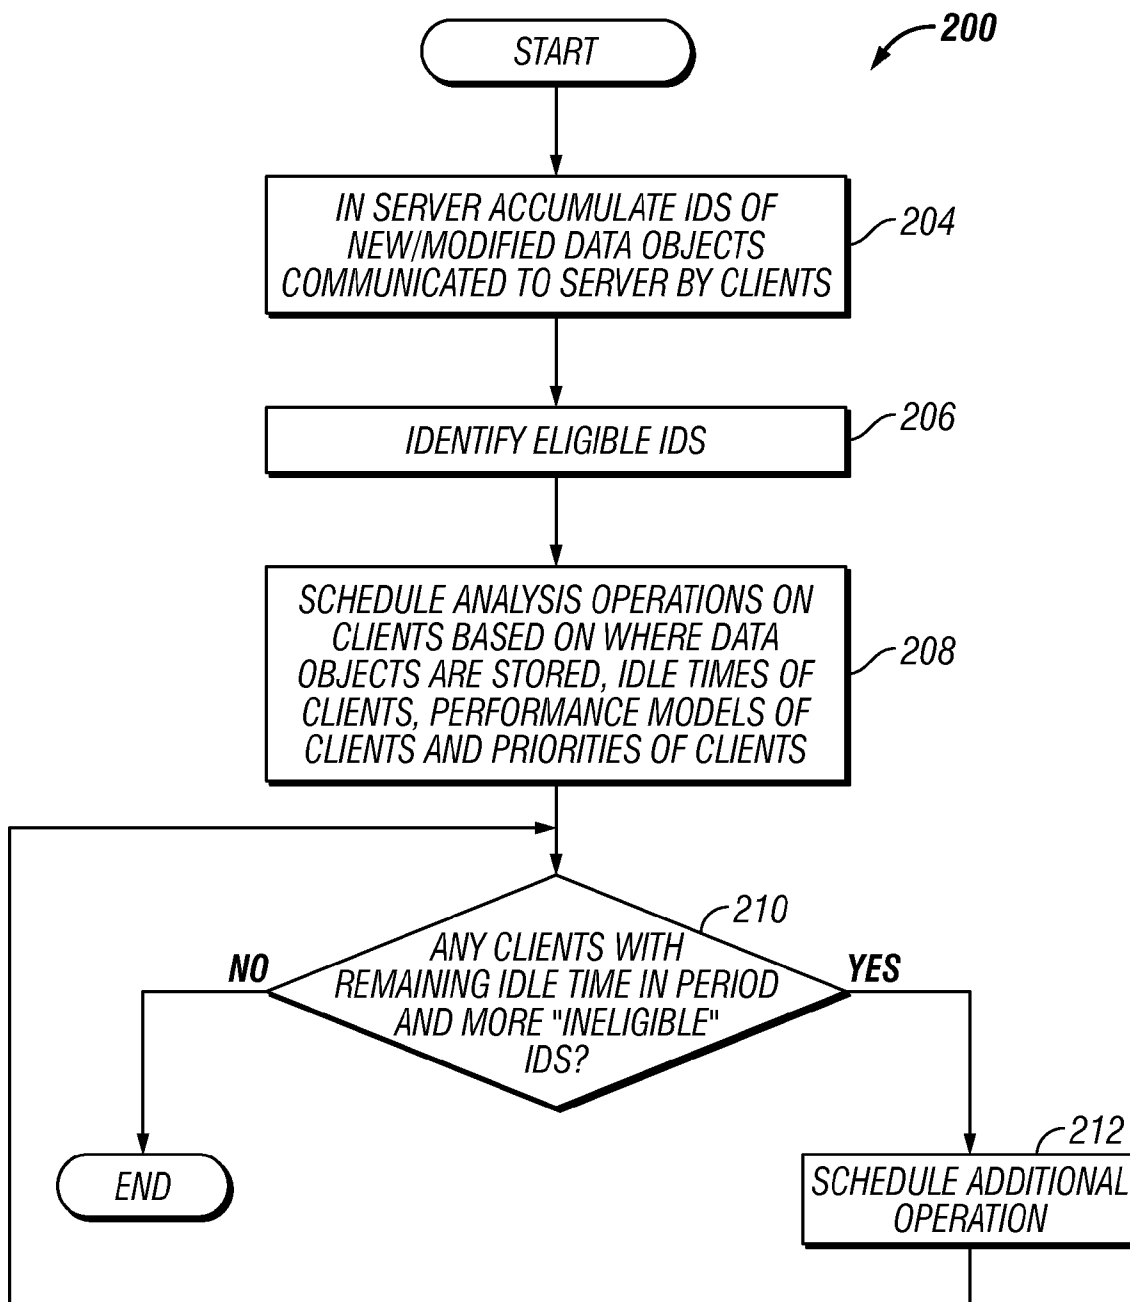 START
200
IN SERVER ACCUMULATE IDS OF
NEW/MODIFIED DATA OBJECTS
COMMUNICATED TO SERVER BY CLIENTS
204
IDENTIFY ELIGIBLE IDS
206
SCHEDULE ANALYSIS OPERATIONS ON
CLIENTS BASED ON WHERE DATA
OBJECTS ARE STORED, IDLE TIMES OF
CLIENTS, PERFORMANCE MODELS OF
CLIENTS AND PRIORITIES OF CLIENTS
208
210
ANY CLIENTS WITH
REMAINING IDLE TIME IN PERIOD
AND MORE "INELIGIBLE"
IDS?
NO
YES
END
212
SCHEDULE ADDITIONAL
OPERATION